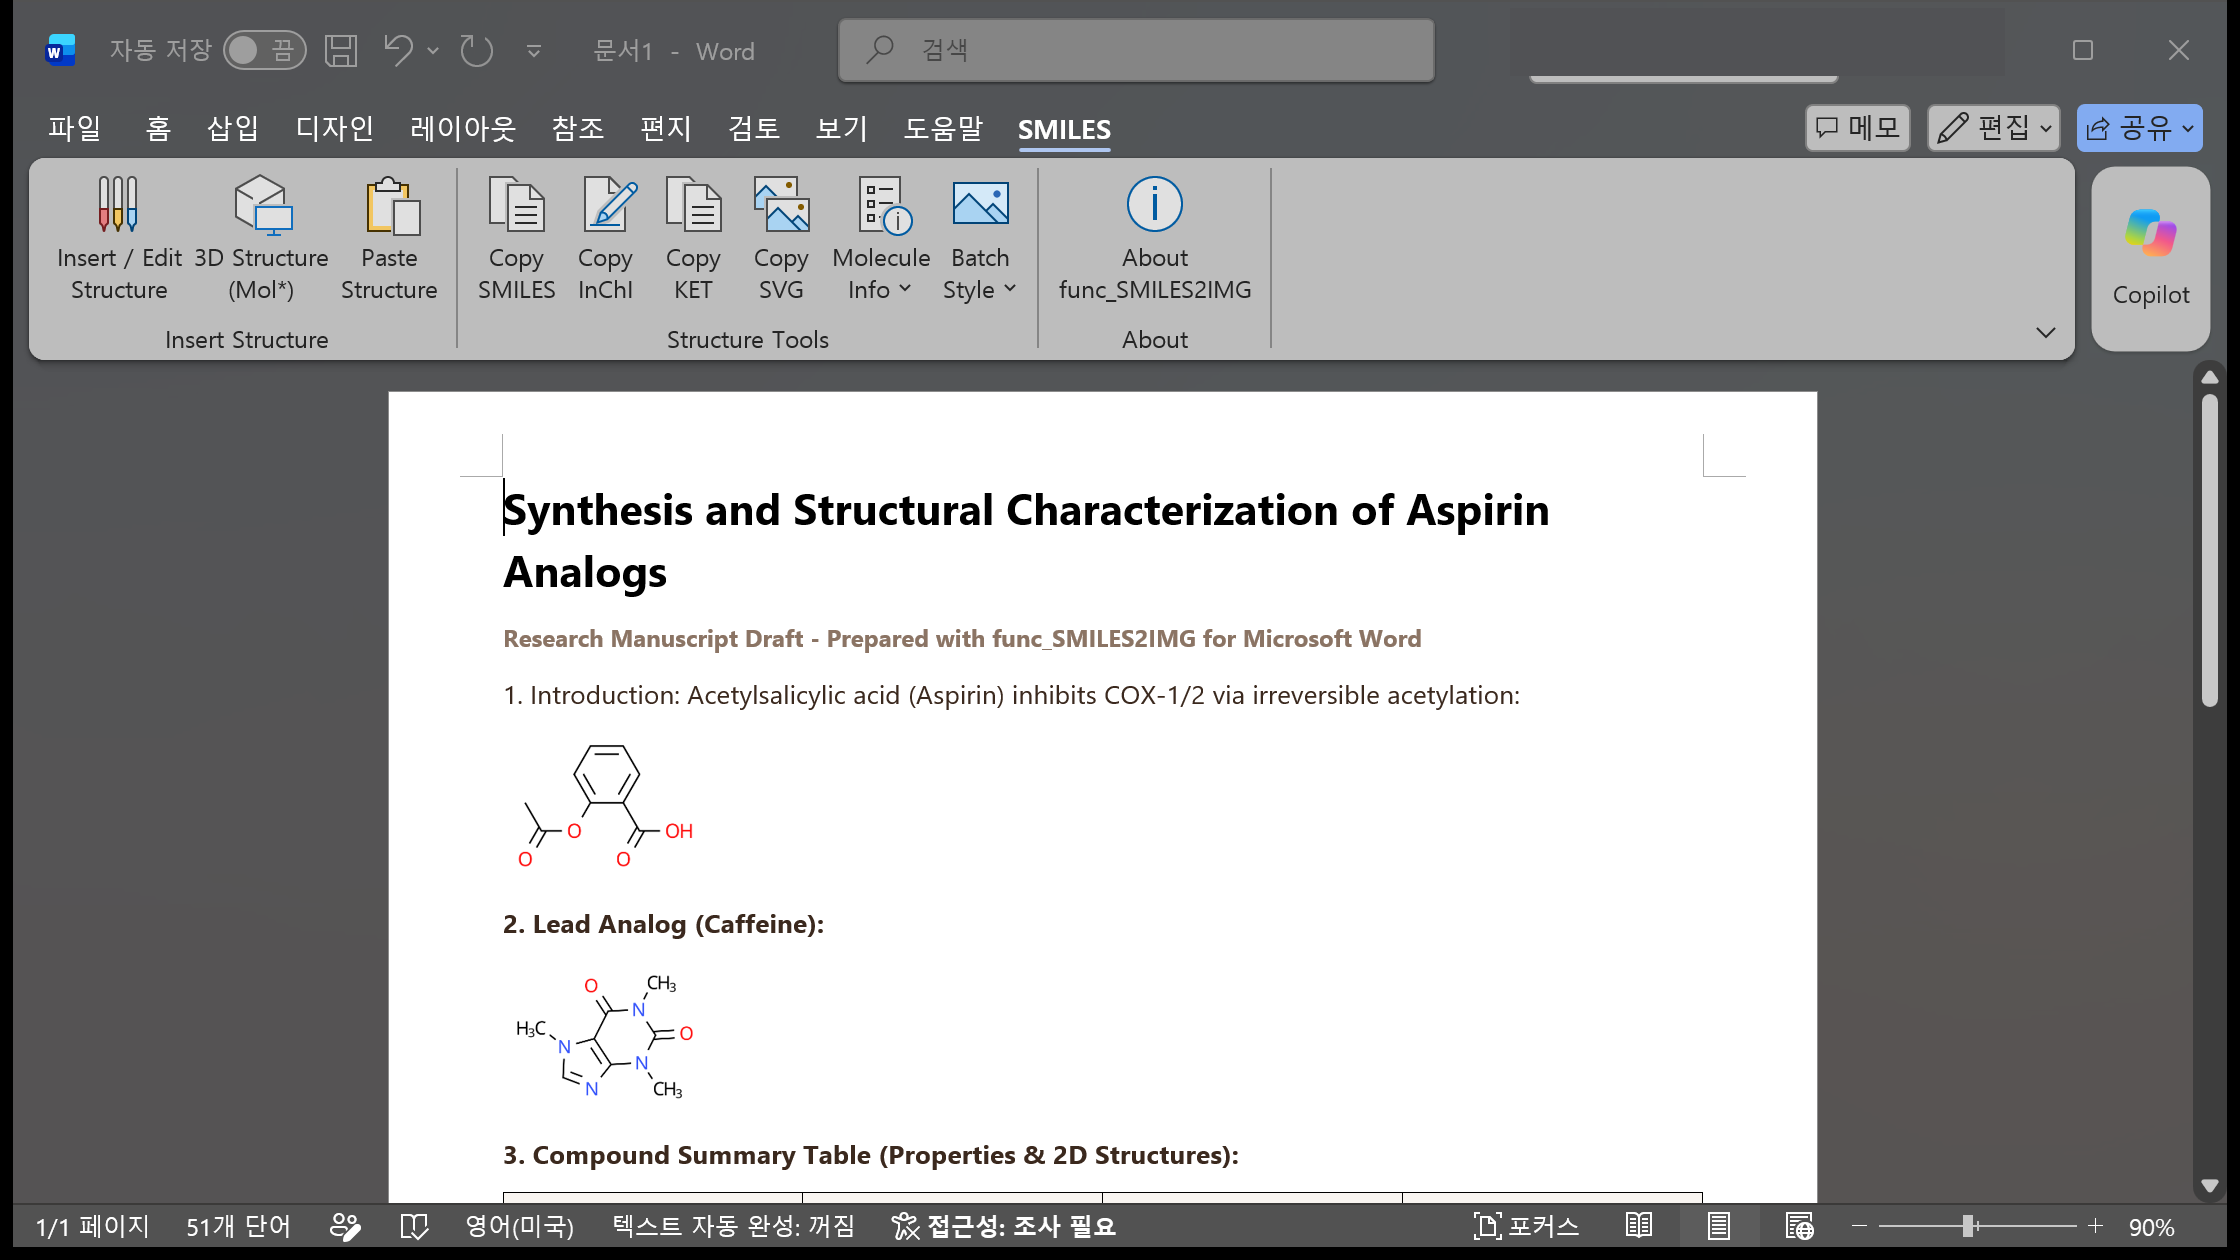 자동 저장 끔 문서1 - Word 검색
파일 홈 삽입 디자인 레이아웃 참조 편지 검토 보기 도움말 SMILES 메모 편집 공유
Insert / Edit
Structure
3D Structure
(Mol*)
Paste
Structure
Insert Structure
Copy
SMILES
Copy
InChI
Copy
KET
Copy
SVG
Molecule
Info
Batch
Style
Structure Tools
About
func_SMILES2IMG
About
Copilot
Synthesis and Structural Characterization of Aspirin
Analogs
Research Manuscript Draft - Prepared with func_SMILES2IMG for Microsoft Word
1. Introduction: Acetylsalicylic acid (Aspirin) inhibits COX-1/2 via irreversible acetylation:
O OH
O O
2. Lead Analog (Caffeine):
O CH3
N
H3C O
N
N
N CH3
3. Compound Summary Table (Properties & 2D Structures):
1/1 페이지 51개 단어 영어(미국) 텍스트 자동 완성: 꺼짐 접근성: 조사 필요 포커스 90%